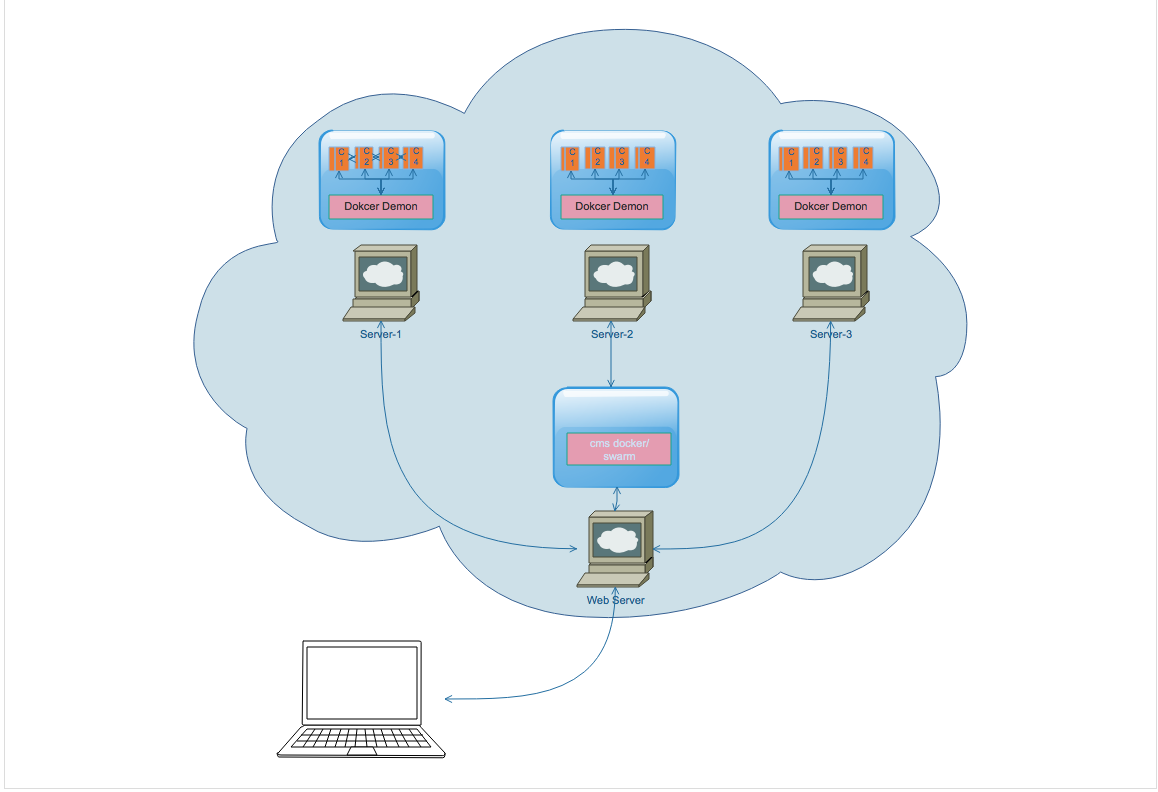 C C C C
1 2 3 4
C C C C
1 2 3 4
C C C C
1 2 3 4
Dokcer Demon
Dokcer Demon
Dokcer Demon
Server-1
Server-2
Server-3
cms docker/
swarm
Web Server